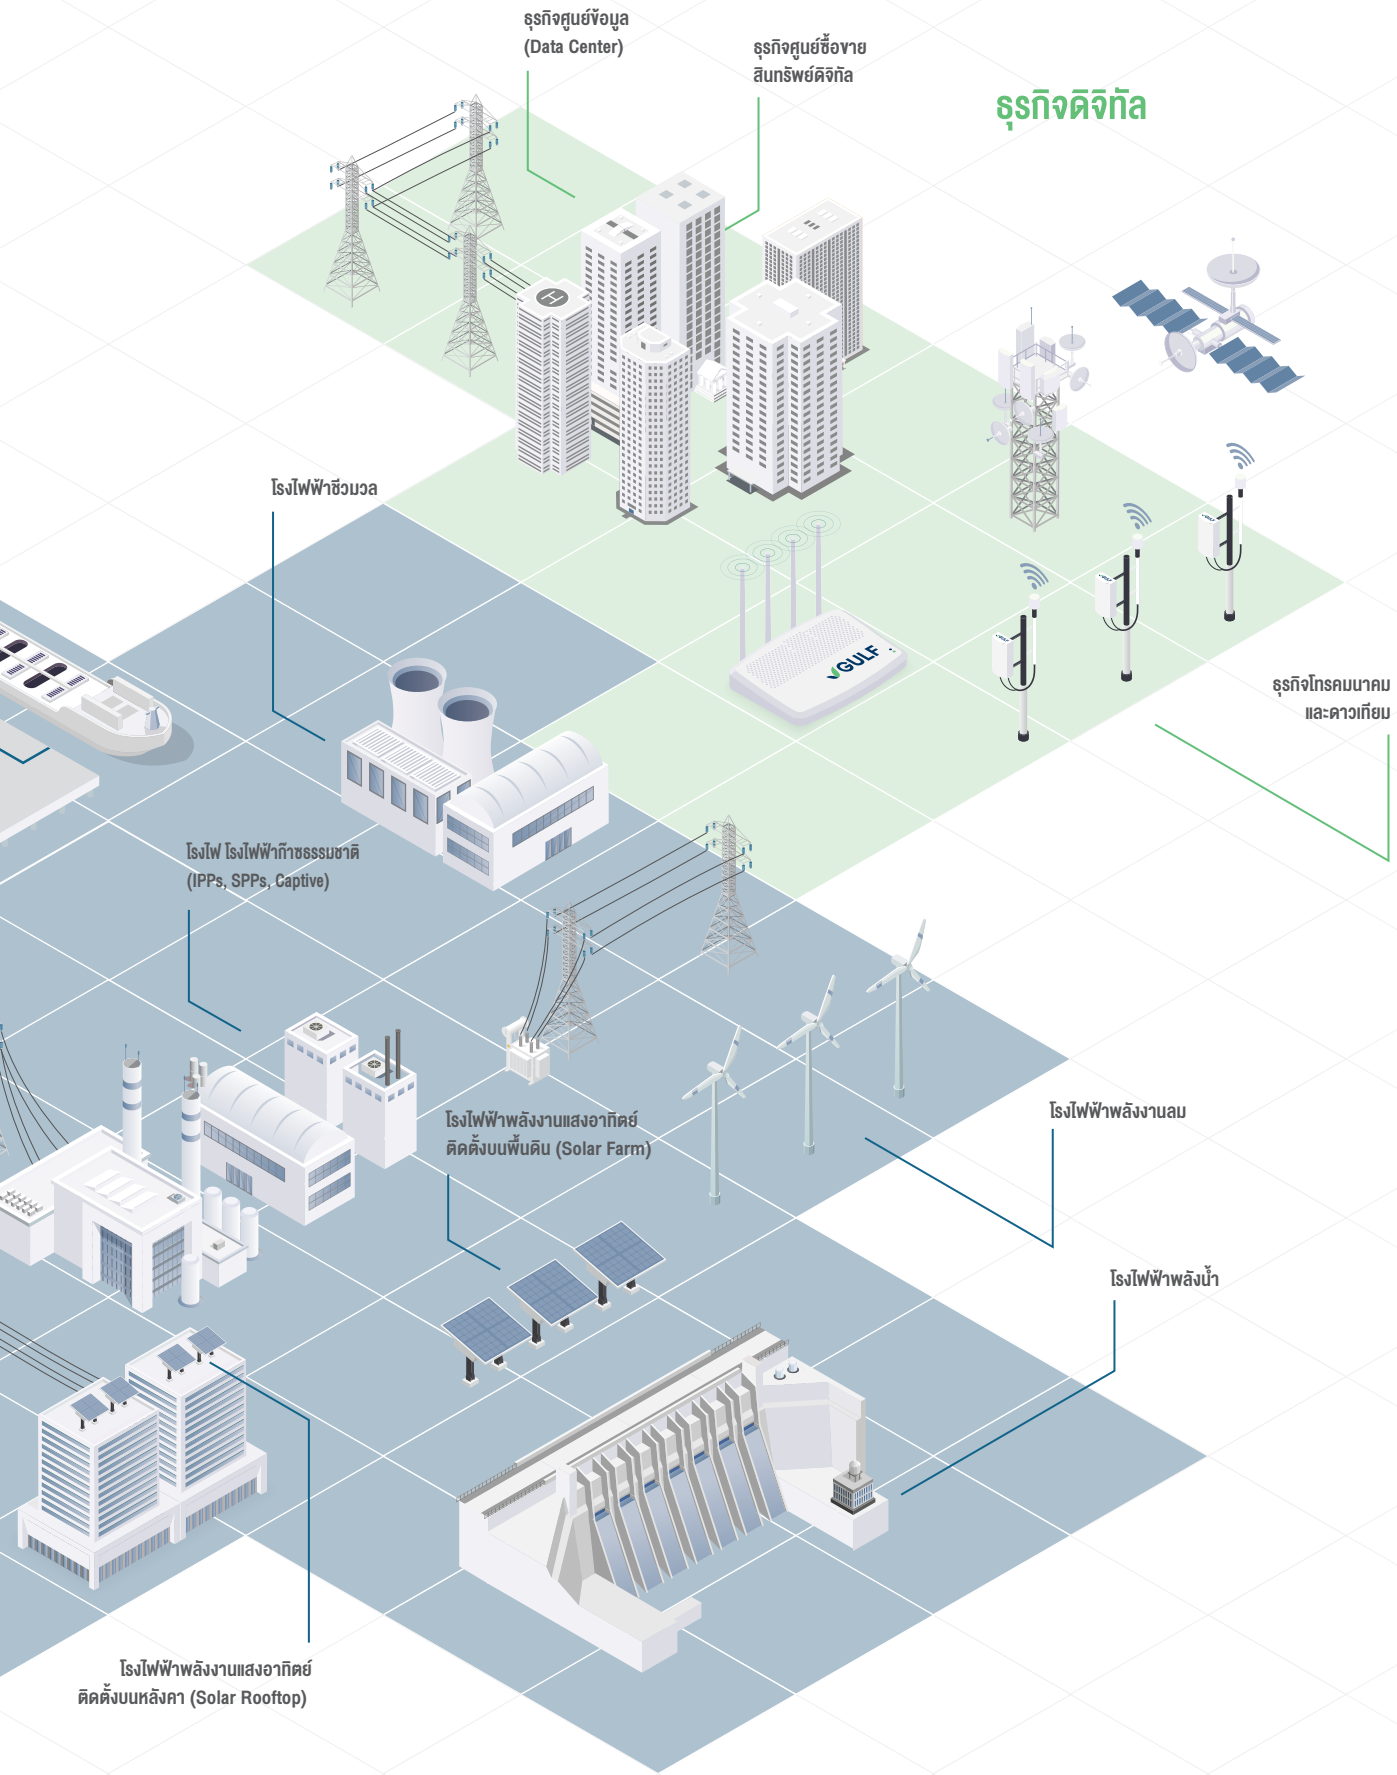 ธุรกิจศูนย์ข้อมูล
(Data Center)
ธุรกิจศูนย์ซื้อขาย
สินทรัพย์ดิจิทัล
ธุรกิจดิจิทัล
โรงไฟฟ้าชีวมวล
GULF
ธุรกิจโทรคมนาคม
และดาวเทียม
โรงไฟ โรงไฟฟ้าก๊าซธรรมชาติ
(IPPs, SPPs, Captive)
โรงไฟฟ้าพลังงานแสงอาทิตย์
ติดตั้งบนพื้นดิน (Solar Farm)
โรงไฟฟ้าพลังงานลม
โรงไฟฟ้าพลังน้ำ
โรงไฟฟ้าพลังงานแสงอาทิตย์
ติดตั้งบนหลังคา (Solar Rooftop)